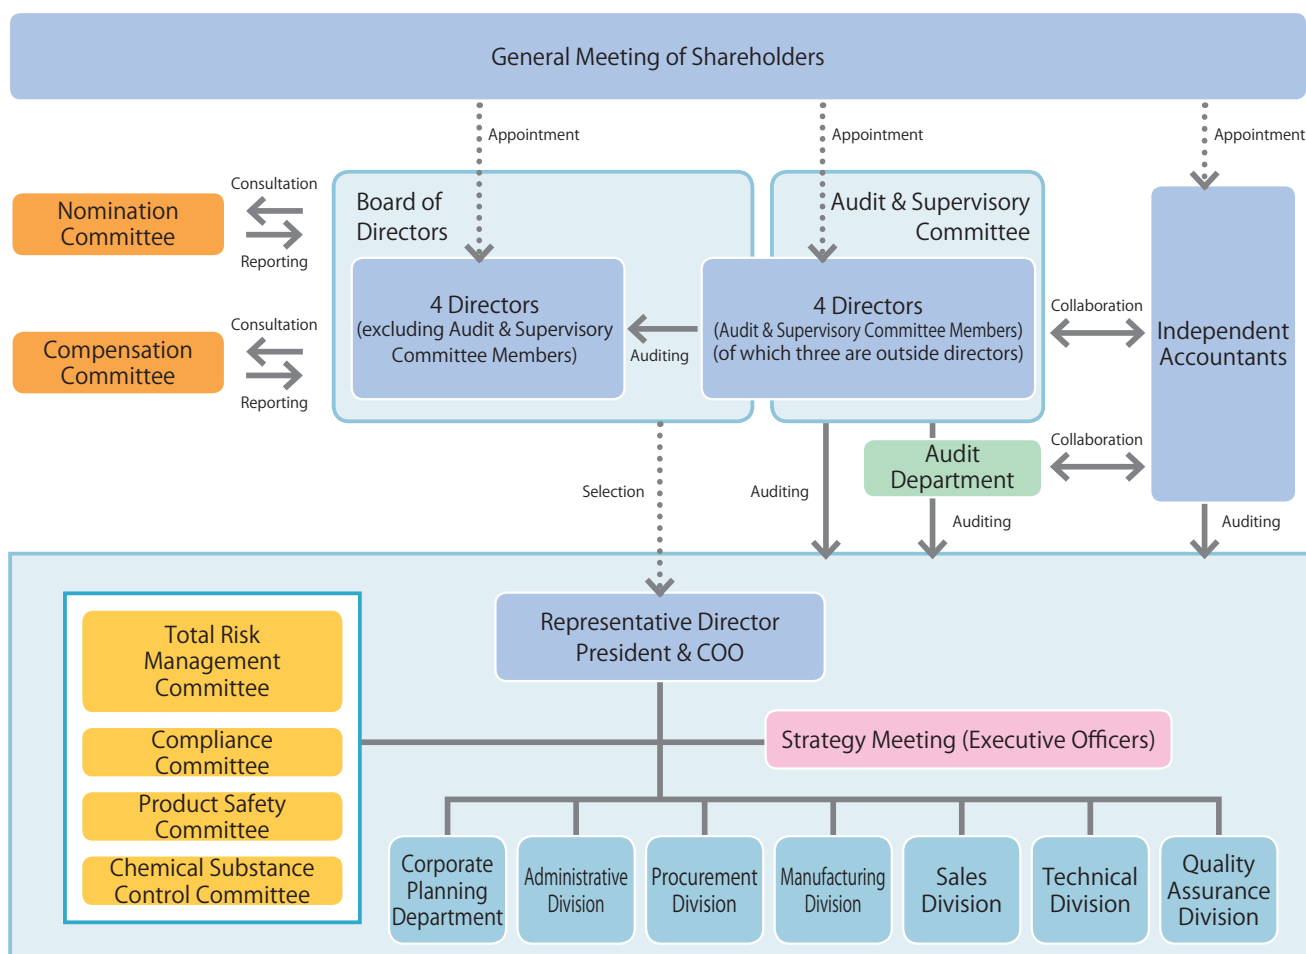 General Meeting of Shareholders
Appointment
Appointment
Appointment
Consultation
Nomination
Committee
Reporting
Board of
Directors
Audit & Supervisory
Committee
4 Directors
(excluding Audit & Supervisory
Committee Members)
Auditing
4 Directors
(Audit & Supervisory Committee Members)
(of which three are outside directors)
Collaboration
Independent
Accountants
Consultation
Compensation
Committee
Reporting
Audit
Department
Collaboration
Selection
Auditing
Auditing
Auditing
Representative Director
President & COO
Total Risk
Management
Committee
Compliance
Committee
Product Safety
Committee
Chemical Substance
Control Committee
Strategy Meeting (Executive Officers)
Corporate
Planning
Department
Administrative
Division
Procurement
Division
Manufacturing
Division
Sales
Division
Technical
Division
Quality
Assurance
Division